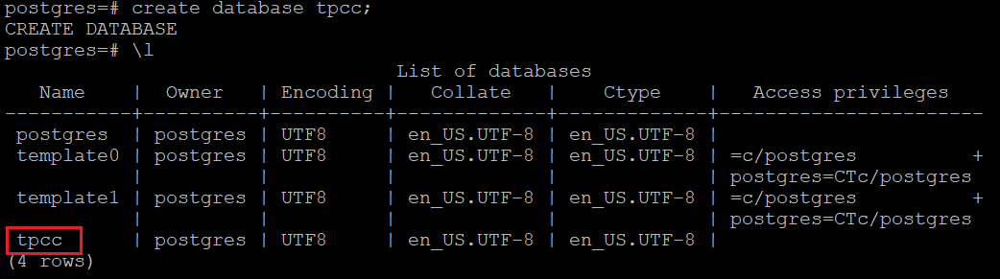 postgres=# create database tpcc;
CREATE DATABASE
postgres=# \l
                                  List of databases
   Name    |  Owner   | Encoding |   Collate   |    Ctype    |   Access privileges
-----------+----------+----------+-------------+-------------+-----------------------
 postgres  | postgres | UTF8     | en_US.UTF-8 | en_US.UTF-8 |
 template0 | postgres | UTF8     | en_US.UTF-8 | en_US.UTF-8 | =c/postgres          +
           |          |          |             |             | postgres=CTc/postgres
 template1 | postgres | UTF8     | en_US.UTF-8 | en_US.UTF-8 | =c/postgres          +
           |          |          |             |             | postgres=CTc/postgres
 tpcc      | postgres | UTF8     | en_US.UTF-8 | en_US.UTF-8 |
(4 rows)